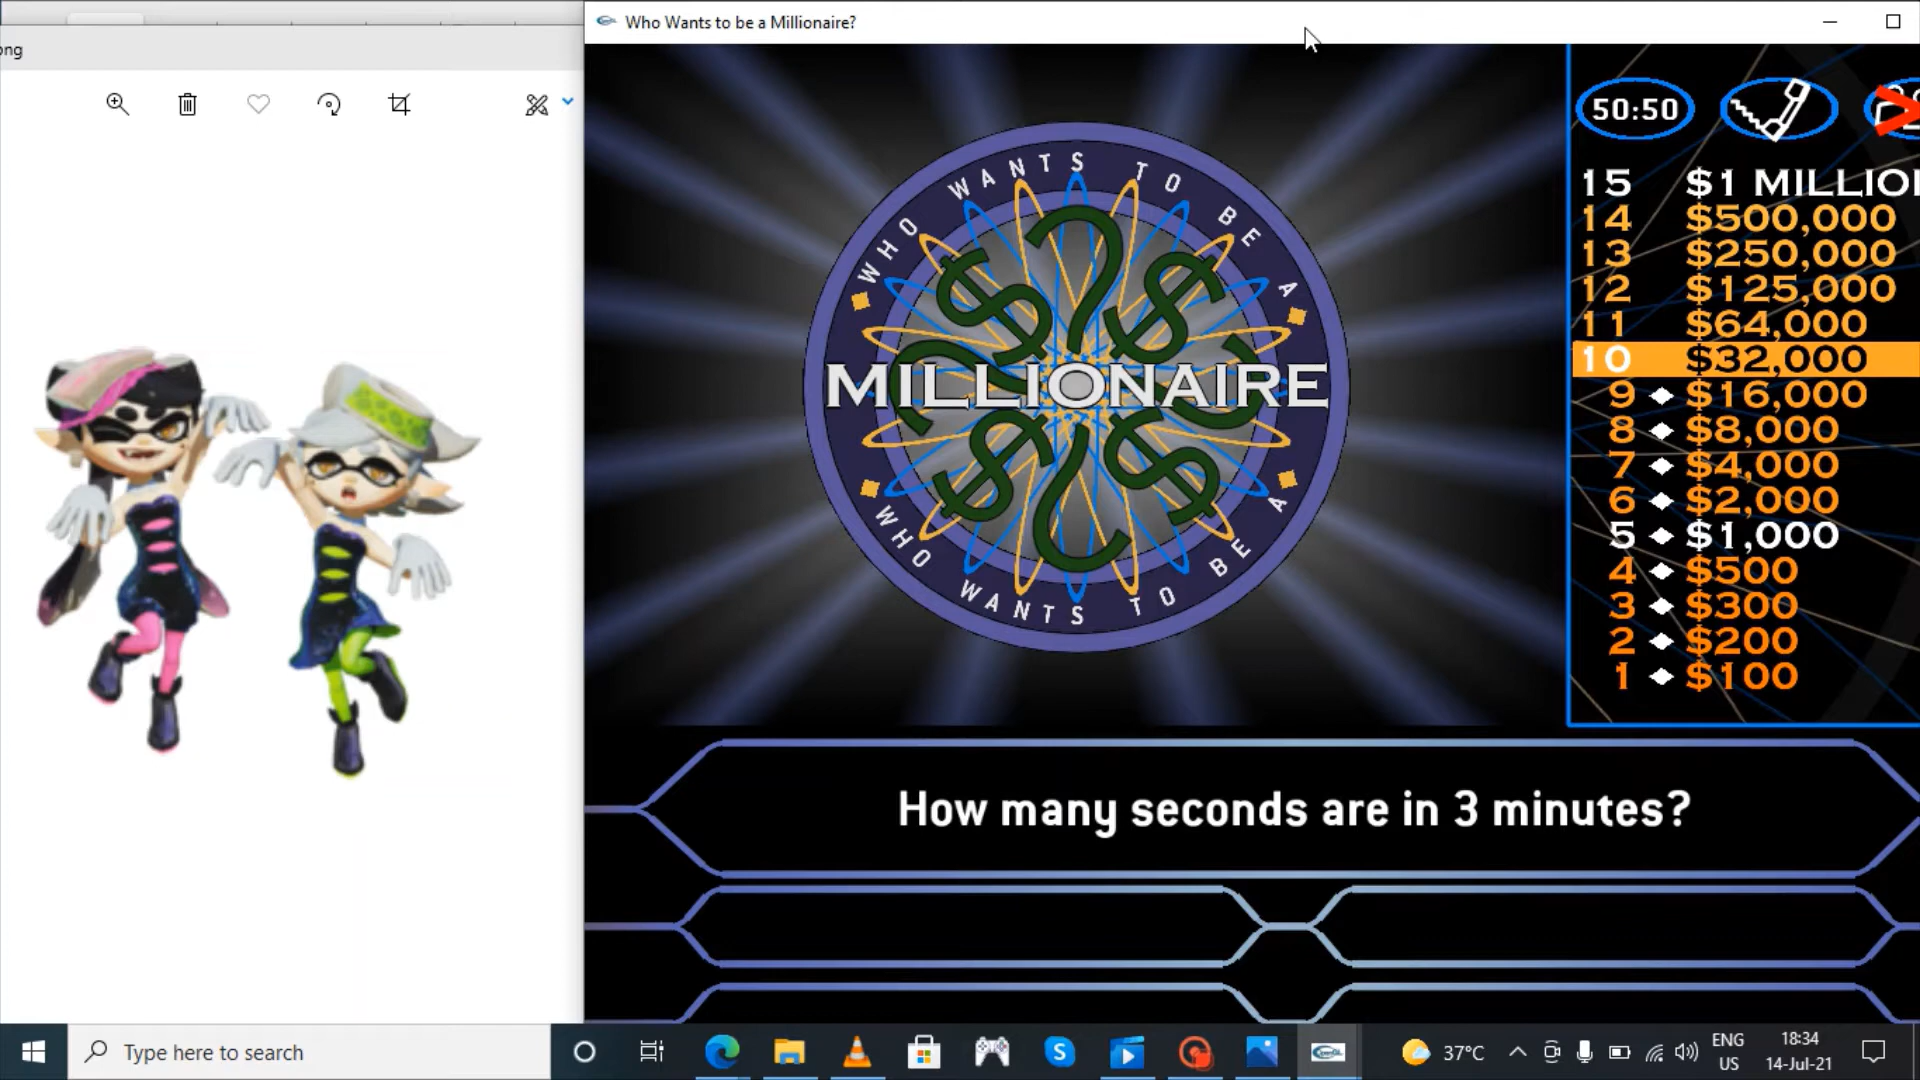 Who Wants to be a Millionaire?
ong
50:50
WHO WANTS TO BE A
MILLIONAIRE
WHO WANTS TO BE A
15 $1 MILLIO
14 $500,000
13 $250,000
12 $125,000
11 $64,000
10 $32,000
9 ◆ $16,000
8 ◆ $8,000
7 ◆ $4,000
6 ◆ $2,000
5 ◆ $1,000
4 ◆ $500
3 ◆ $300
2 ◆ $200
1 ◆ $100
How many seconds are in 3 minutes?
Type here to search
S
37°C
ENG
US
18:34
14-Jul-21